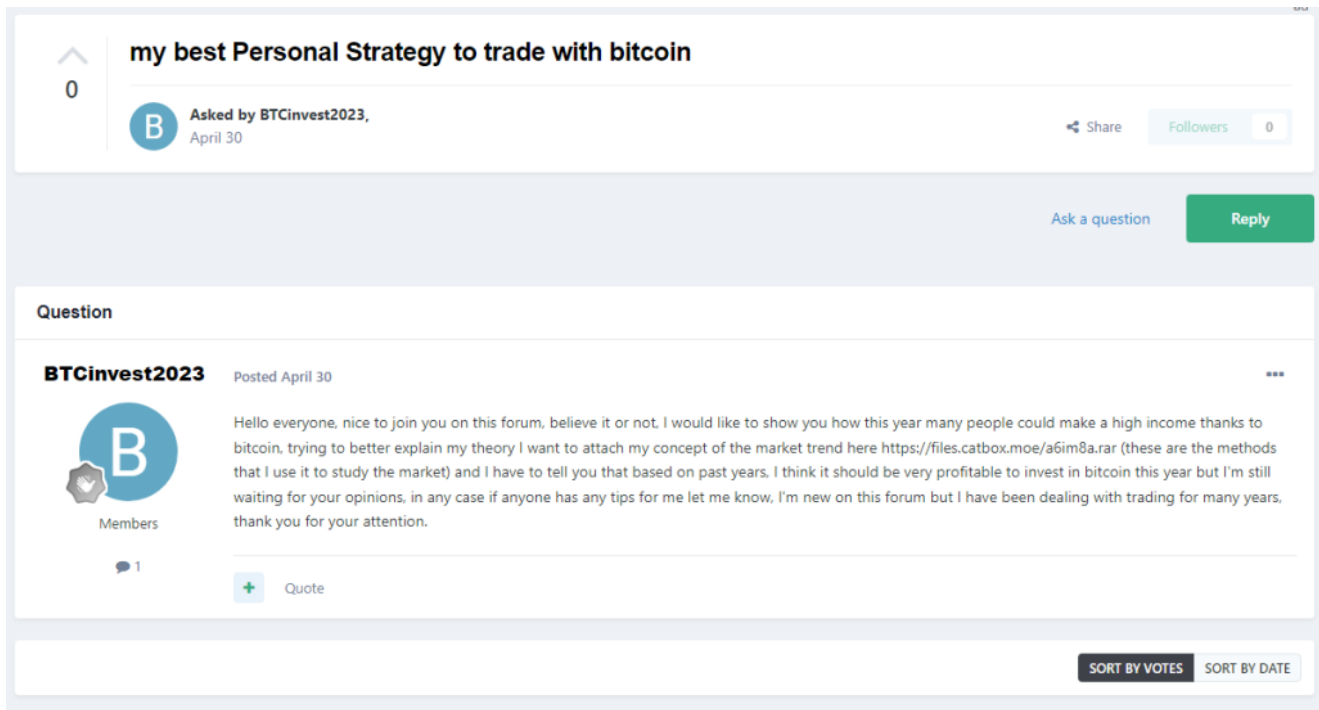 my best Personal Strategy to trade with bitcoin
0
B
Asked by BTCinvest2023,
April 30
Share
Followers 0
Ask a question
Reply
Question
BTCinvest2023
Posted April 30
B
Hello everyone, nice to join you on this forum, believe it or not, I would like to show you how this year many people could make a high income thanks to
bitcoin, trying to better explain my theory I want to attach my concept of the market trend here https://files.catbox.moe/a6im8a.rar (these are the methods
that I use it to study the market) and I have to tell you that based on past years, I think it should be very profitable to invest in bitcoin this year but I'm still
waiting for your opinions, in any case if anyone has any tips for me let me know, I'm new on this forum but I have been dealing with trading for many years,
thank you for your attention.
Members
1
+ Quote
SORT BY VOTES SORT BY DATE